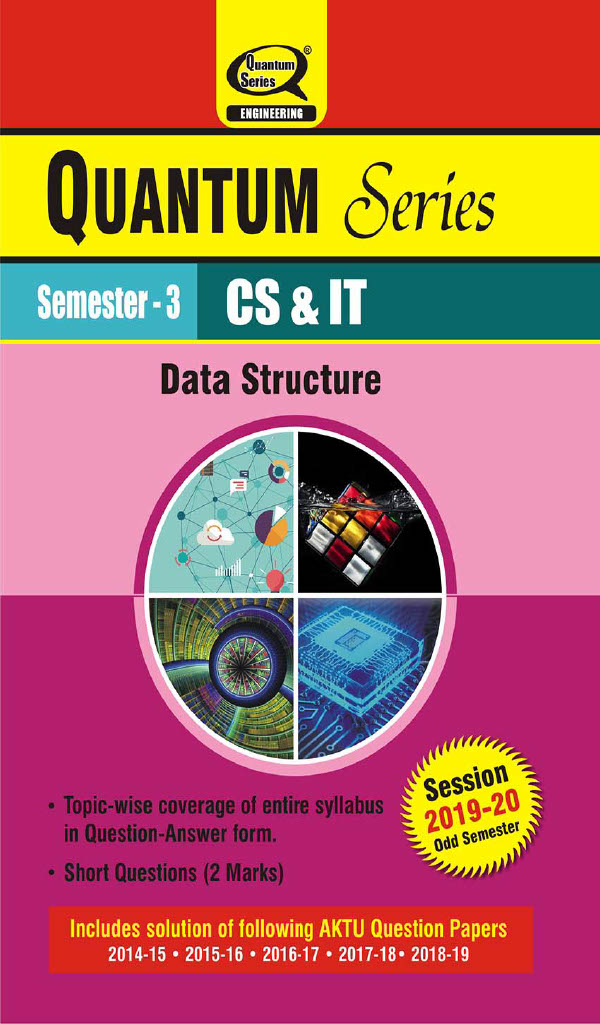 Quantum
Series
®
ENGINEERING
QUANTUM Series
Semester - 3 CS & IT
Data Structure
• Topic-wise coverage of entire syllabus
in Question-Answer form.
• Short Questions (2 Marks)
Session
2019-20
Odd Semester
Includes solution of following AKTU Question Papers
2014-15 • 2015-16 • 2016-17 • 2017-18 • 2018-19